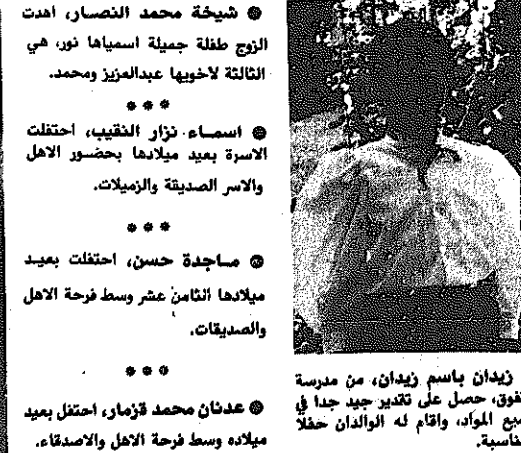 شيخة محمد النصار، اهدت
الزوج طفلة جميلة اسمياها نور، هي
الثالثة لاخويها عبدالعزيز ومحمد.
***
اسماء نزار النقيب، احتفلت
الاسرة بعيد ميلادها بحضور الاهل
والاسر الصديقة والزميلات.
***
ماجدة حسن، احتفلت بعيد
ميلادها الثامن عشر وسط فرحة الاهل
والصديقات.
***
عدنان محمد قزمار، احتفل بعيد
ميلاده وسط فرحة الاهل والاصدقاء.
زيدان باسم زيدان، من مدرسة
حصل على تقدير جيد جدا في
المواد، واقام له الوالدان حفلا